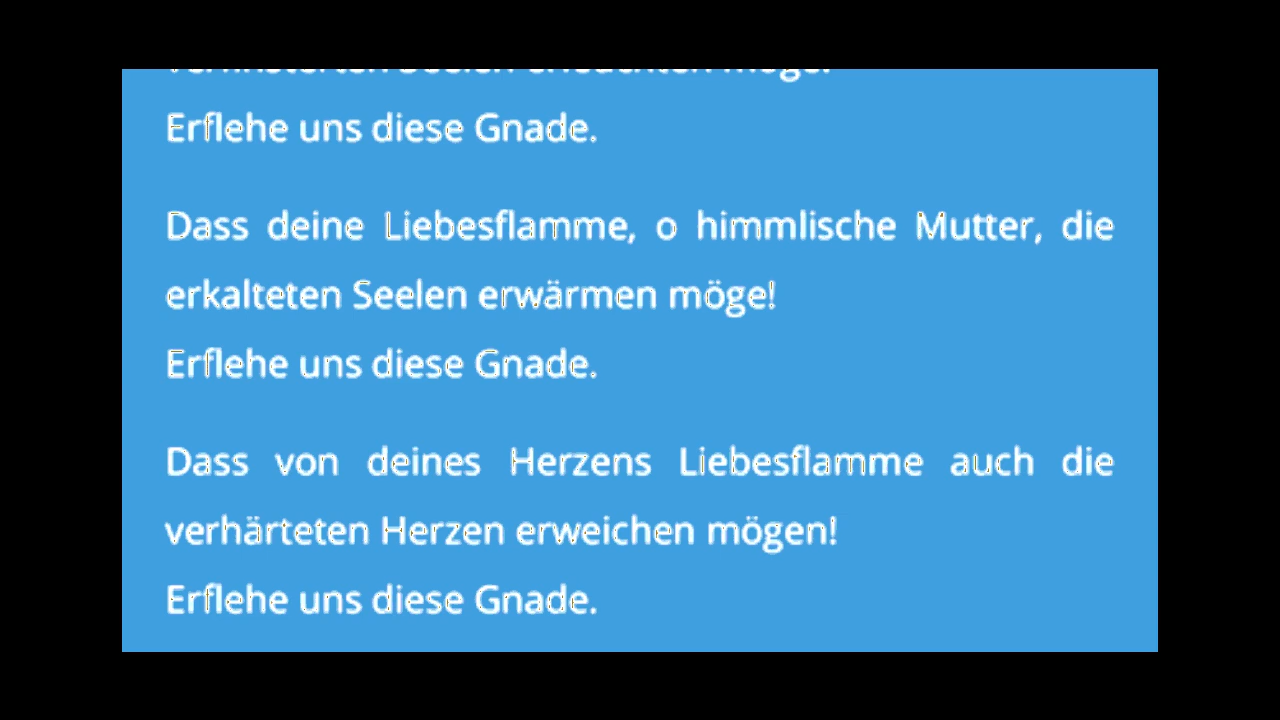 Erflehe uns diese Gnade.
Dass deine Liebesflamme, o himmlische Mutter, die
erkalteten Seelen erwärmen möge!
Erflehe uns diese Gnade.
Dass von deines Herzens Liebesflamme auch die
verhärteten Herzen erweichen mögen!
Erflehe uns diese Gnade.